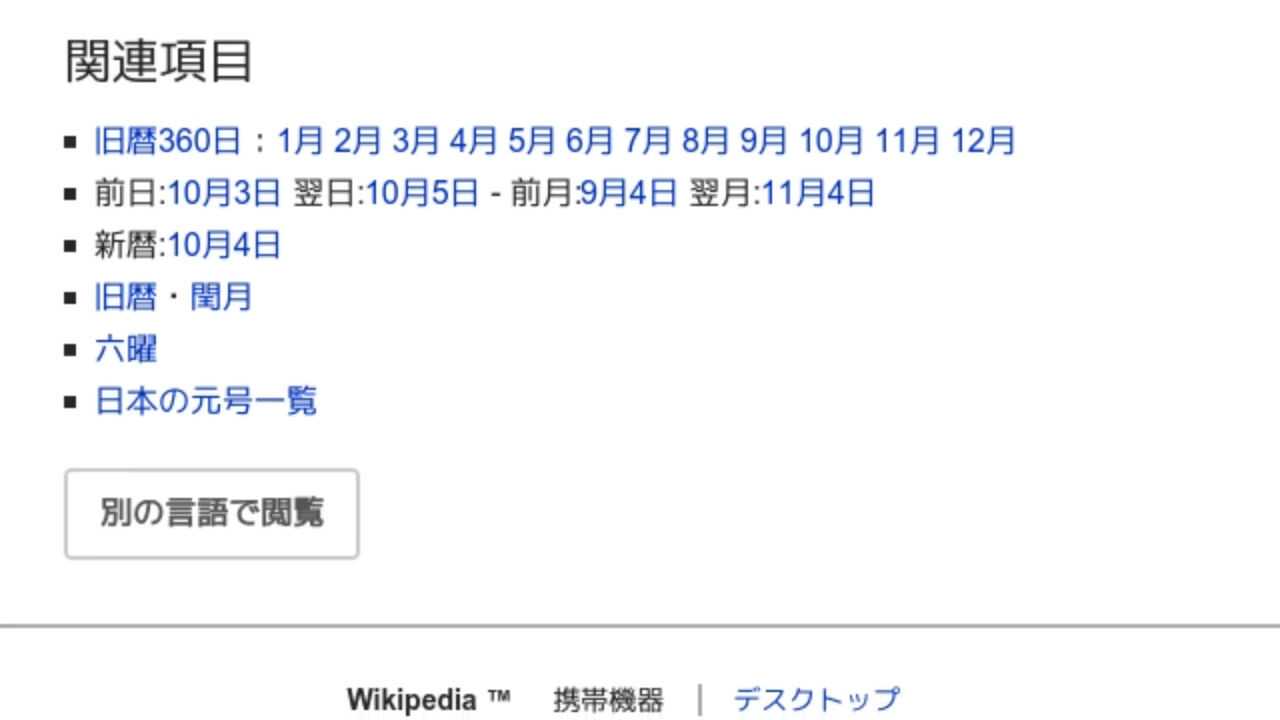 関連項目
旧暦360日：1月 2月 3月 4月 5月 6月 7月 8月 9月 10月 11月 12月
前日:10月3日 翌日:10月5日 - 前月:9月4日 翌月:11月4日
新暦:10月4日
旧暦・閏月
六曜
日本の元号一覧
別の言語で閲覧
Wikipedia ™ 携帯機器 | デスクトップ